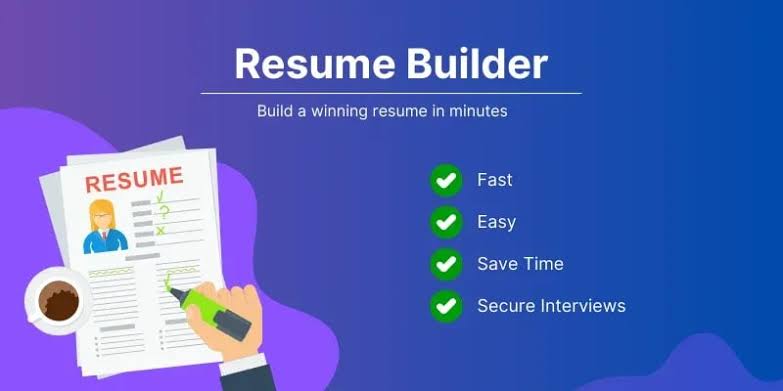 Resume Builder
Build a winning resume in minutes
RESUME
Fast
Easy
Save Time
Secure Interviews